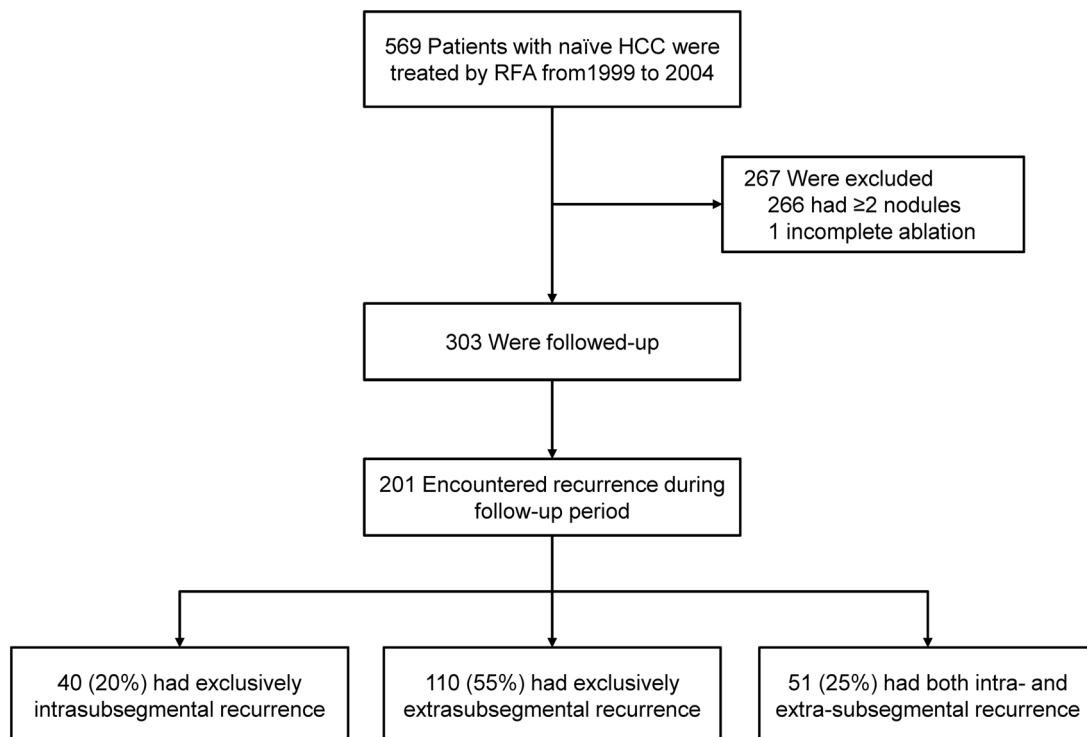 569 Patients with naïve HCC were
treated by RFA from1999 to 2004
267 Were excluded
266 had ≥2 nodules
1 incomplete ablation
303 Were followed-up
201 Encountered recurrence during
follow-up period
40 (20%) had exclusively
intrasubsegmental recurrence
110 (55%) had exclusively
extrasubsegmental recurrence
51 (25%) had both intra- and
extra-subsegmental recurrence